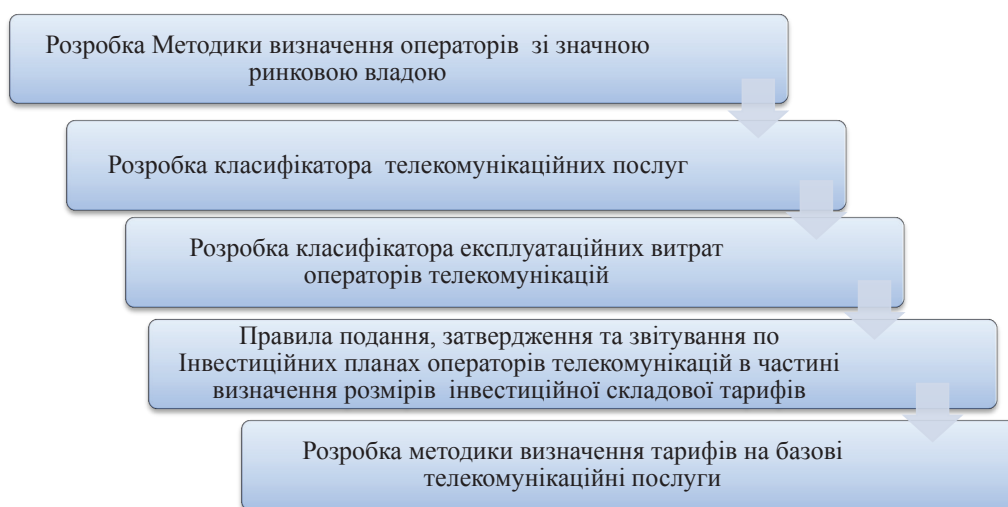 Розробка Методики визначення операторів зі значною
ринковою владою
Розробка класифікатора телекомунікаційних послуг
Розробка класифікатора експлуатаційних витрат
операторів телекомунікацій
Правила подання, затвердження та звітування по
Інвестиційних планах операторів телекомунікацій в частині
визначення розмірів інвестиційної складової тарифів
Розробка методики визначення тарифів на базові
телекомунікаційні послуги